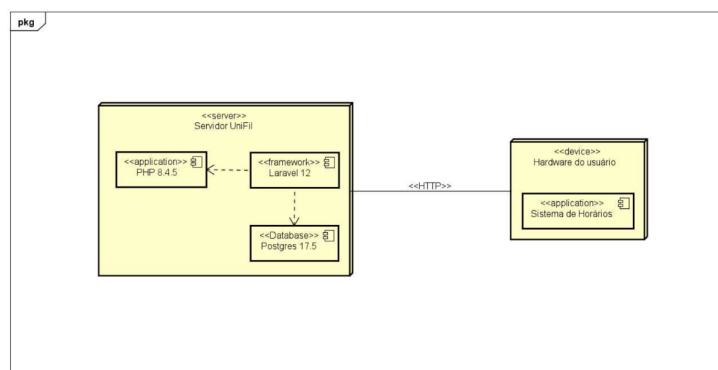 pkg
<<server>>
Servidor UniFil
<<application>>
PHP 8.4.5
<<framework>>
Laravel 12
<<Database>>
Postgres 17.5
<<HTTP>>
<<device>>
Hardware do usuário
<<application>>
Sistema de Horários